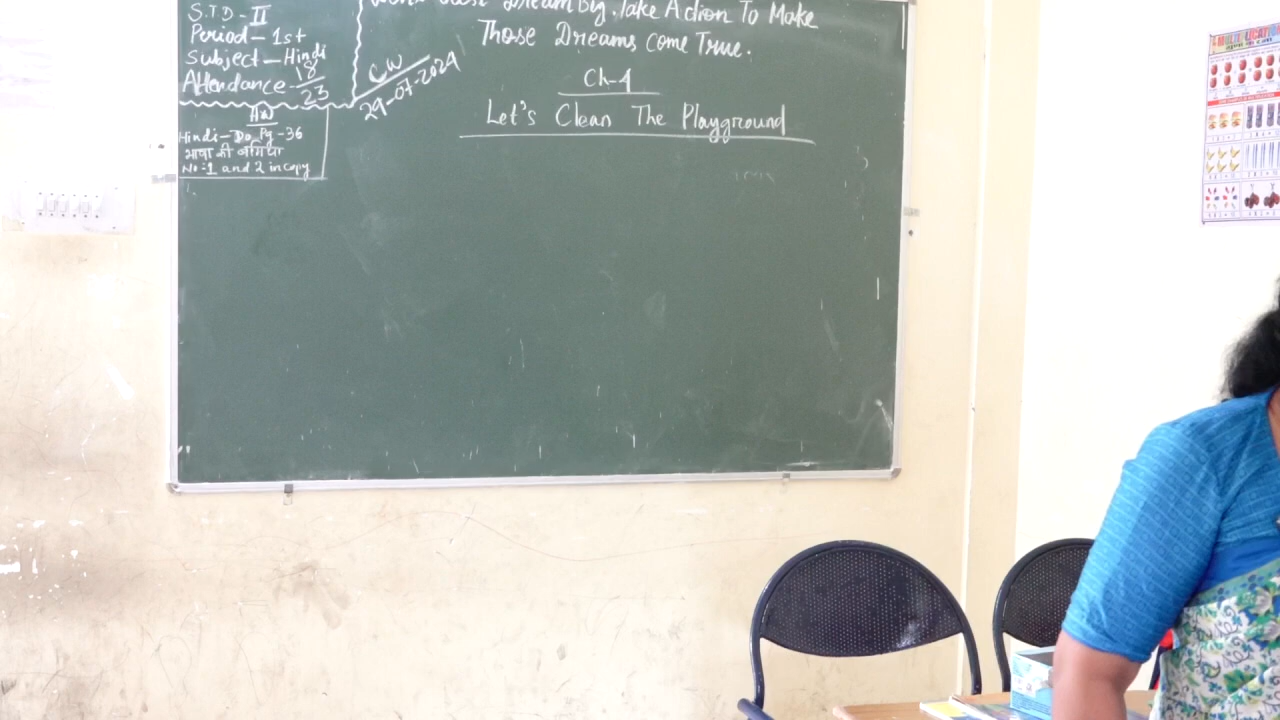 S.T.D - II
Period - 1st
Subject - Hindi
Attendance - 18/23
HW
Hindi - Do Pg - 36
भाषा की बगिया
No -1 and 2 in copy
CW
29-07-2024
Dream Big. Take Action To Make
Those Dreams Come True.
Ch-4
Let's Clean The Playground
MULTIPLICATION